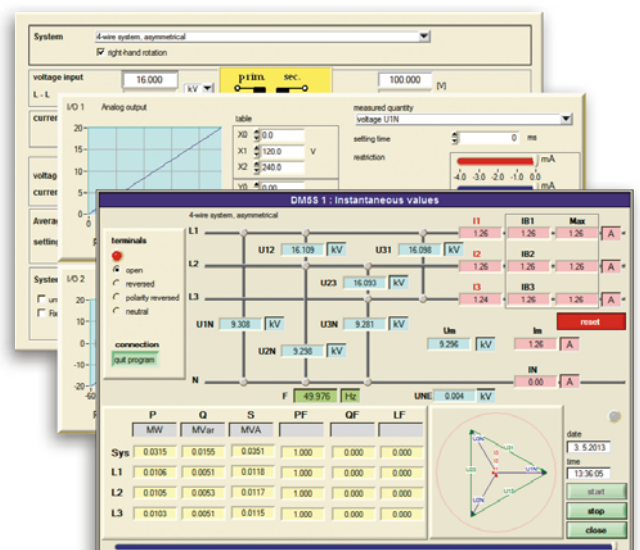 System
4-wire system, asymmetrical
right-hand rotation
voltage input
16.000
kV
prim. sec.
100.000
[V]
L - L
I/O 1
Analog output
20
15
10
5
0
table
X0
0.0
X1
120.0
V
X2
240.0
Y0
0.00
measured quantity
voltage U1N
setting time
0
ms
restriction
mA
-4.0 -3.0 -2.0 -1.0 0.0
mA
I/O 2
DM5S 1 : Instantaneous values
4-wire system, asymmetrical
terminals
open
reversed
polarity reversed
neutral
connection
quit program
L1
L2
L3
N
U12
16.109
kV
U31
16.098
kV
U23
16.093
kV
U1N
9.308
kV
U3N
9.281
kV
U2N
9.298
kV
Um
9.296
kV
I1
1.26
IB1
1.26
Max
1.26
A
I2
1.26
IB2
1.26
1.26
A
I3
1.24
IB3
1.26
1.26
A
reset
Im
1.26
A
IN
0.00
A
F
49.976
Hz
UNE
0.004
kV
P Q S PF QF LF
MW MVar MVA
Sys 0.0315 0.0155 0.0351 1.000 0.000 0.000
L1 0.0106 0.0051 0.0118 1.000 0.000 0.000
L2 0.0105 0.0053 0.0117 1.000 0.000 0.000
L3 0.0103 0.0051 0.0115 1.000 0.000 0.000
date
3. 5.2013
time
13:36:05
start
stop
close